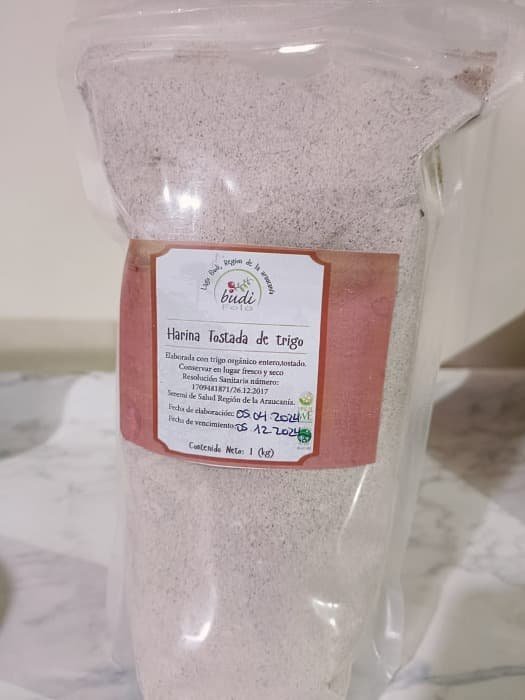 Lago Budi, Región de la araucanía
budi
Harina Tostada de trigo
Elaborada con trigo orgánico entero,tostado.
Conservar en lugar fresco y seco
Resolución Sanitaria número:
1709481871/26.12.2017
Seremi de Salud Región de la Araucanía.
Fecha de elaboración: 05 04 2024
Fecha de vencimiento: 05 12 2024
Contenido Neto: 1 (kg)